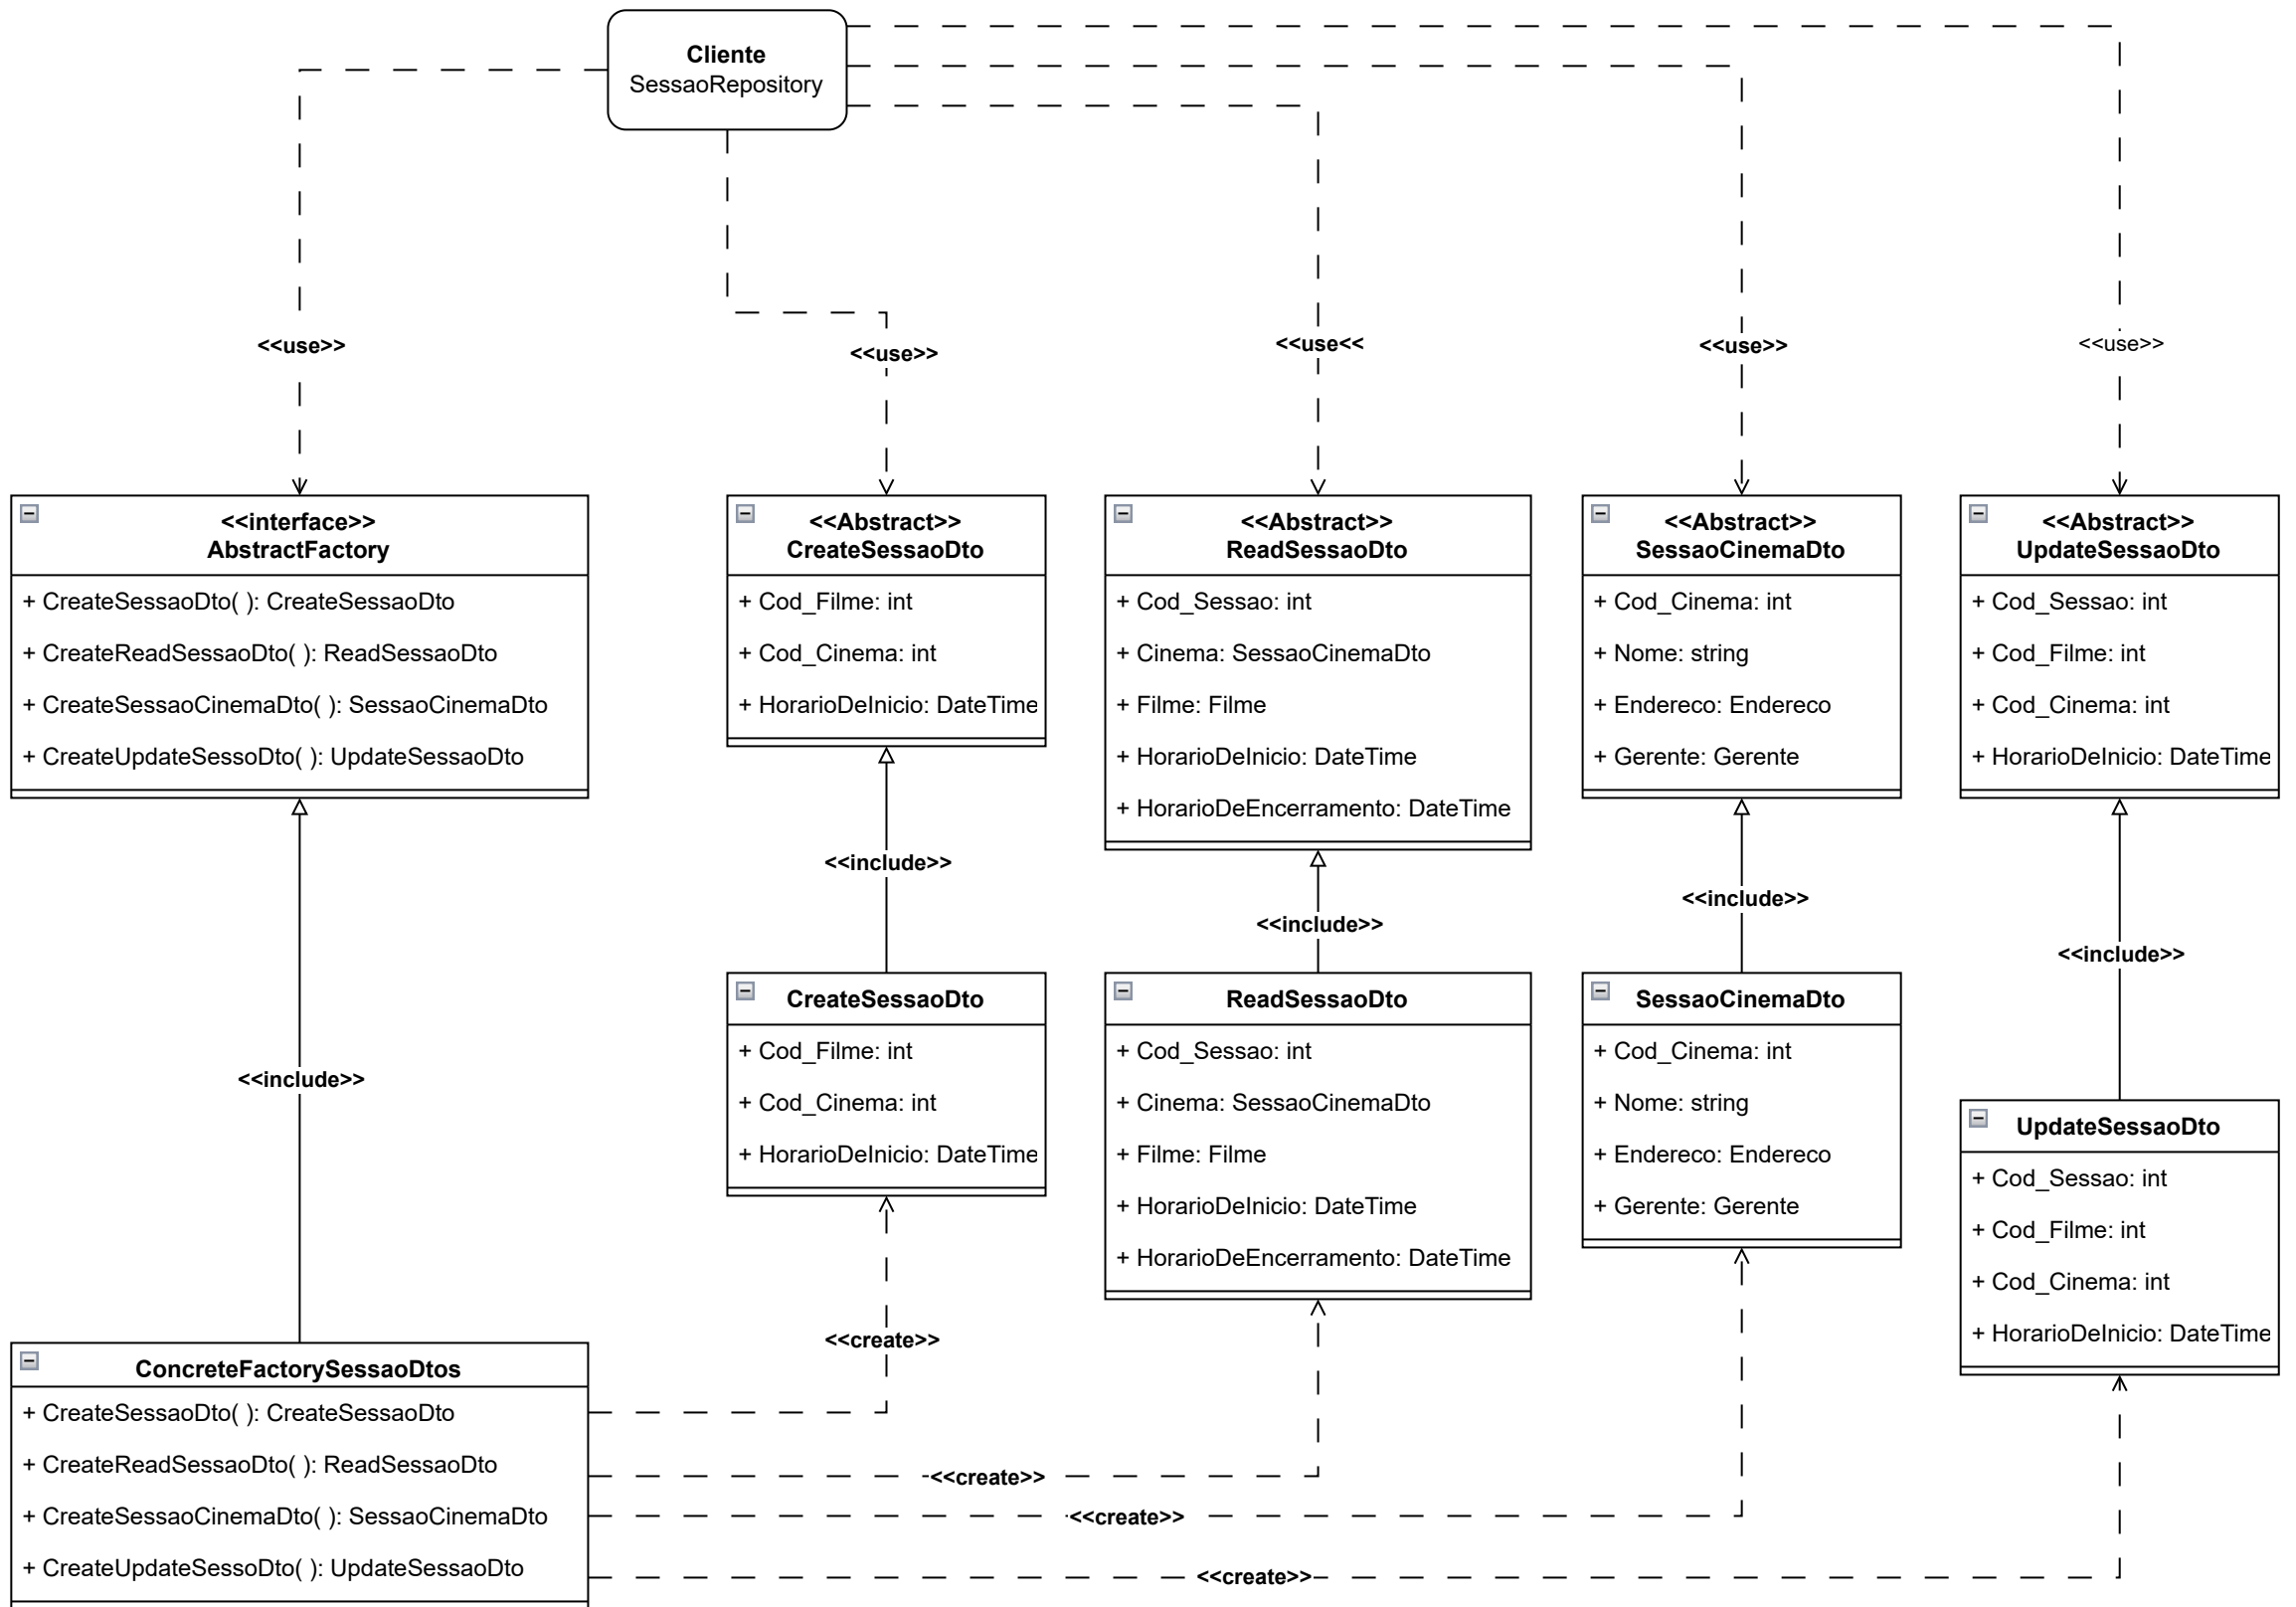 Cliente
SessaoRepository
<<use>>
<<use>>
<<use<<
<<use>>
<<use>>
<<interface>>
AbstractFactory
+ CreateSessaoDto( ): CreateSessaoDto
+ CreateReadSessaoDto( ): ReadSessaoDto
+ CreateSessaoCinemaDto( ): SessaoCinemaDto
+ CreateUpdateSessoDto( ): UpdateSessaoDto
<<Abstract>>
CreateSessaoDto
+ Cod_Filme: int
+ Cod_Cinema: int
+ HorarioDeInicio: DateTime
<<Abstract>>
ReadSessaoDto
+ Cod_Sessao: int
+ Cinema: SessaoCinemaDto
+ Filme: Filme
+ HorarioDeInicio: DateTime
+ HorarioDeEncerramento: DateTime
<<Abstract>>
SessaoCinemaDto
+ Cod_Cinema: int
+ Nome: string
+ Endereco: Endereco
+ Gerente: Gerente
<<Abstract>>
UpdateSessaoDto
+ Cod_Sessao: int
+ Cod_Filme: int
+ Cod_Cinema: int
+ HorarioDeInicio: DateTime
<<include>>
<<include>>
<<include>>
<<include>>
<<include>>
CreateSessaoDto
+ Cod_Filme: int
+ Cod_Cinema: int
+ HorarioDeInicio: DateTime
ReadSessaoDto
+ Cod_Sessao: int
+ Cinema: SessaoCinemaDto
+ Filme: Filme
+ HorarioDeInicio: DateTime
+ HorarioDeEncerramento: DateTime
SessaoCinemaDto
+ Cod_Cinema: int
+ Nome: string
+ Endereco: Endereco
+ Gerente: Gerente
UpdateSessaoDto
+ Cod_Sessao: int
+ Cod_Filme: int
+ Cod_Cinema: int
+ HorarioDeInicio: DateTime
ConcreteFactorySessaoDtos
+ CreateSessaoDto( ): CreateSessaoDto
+ CreateReadSessaoDto( ): ReadSessaoDto
+ CreateSessaoCinemaDto( ): SessaoCinemaDto
+ CreateUpdateSessoDto( ): UpdateSessaoDto
<<create>>
<<create>>
<<create>>
<<create>>